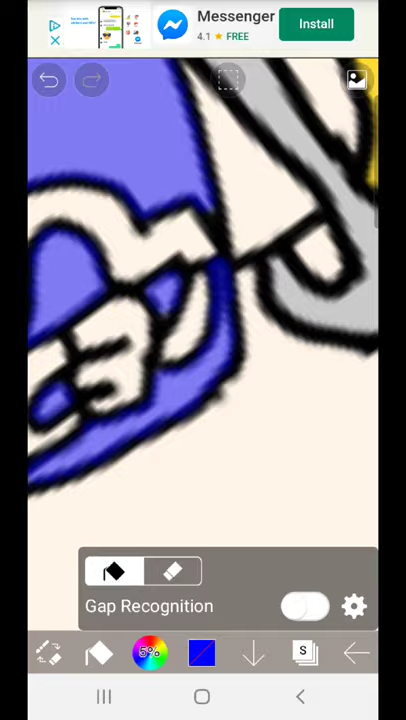 Messenger
4.1 ★ FREE
Install
Gap Recognition
5%
S